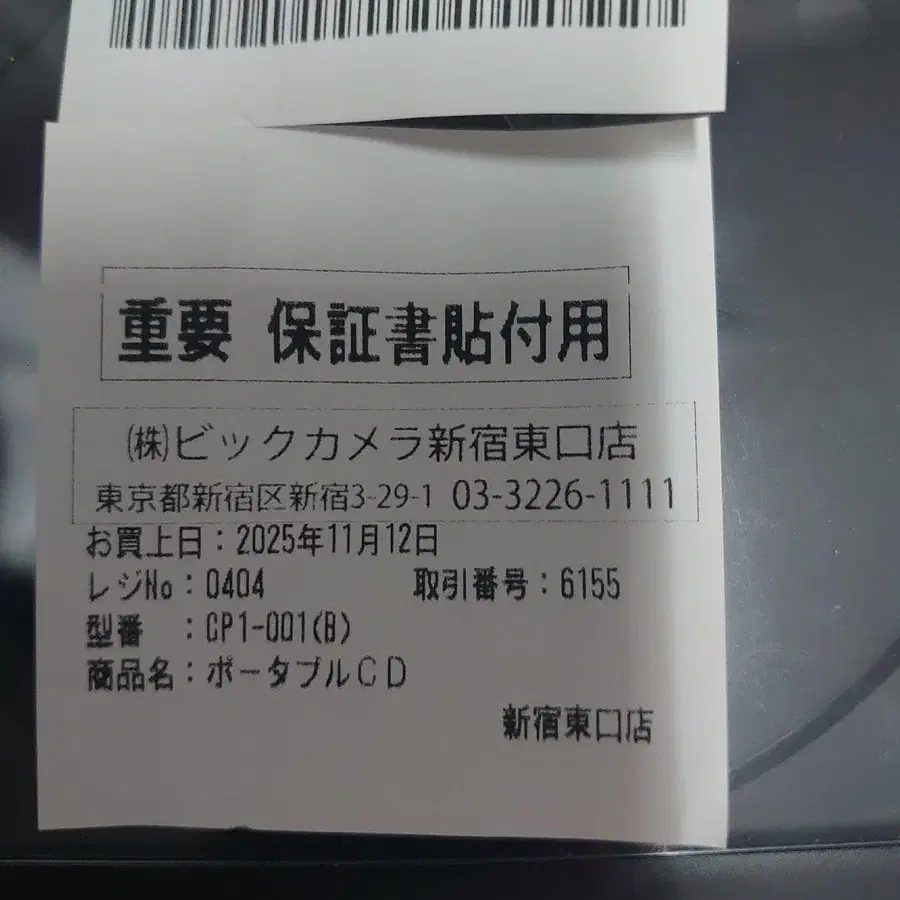 重要 保証書貼付用
㈱ビックカメラ新宿東口店
東京都新宿区新宿3-29-1 03-3226-1111
お買上日：2025年11月12日
レジNo：0404 取引番号：6155
型番 ：CP1-001(B)
商品名：ポータブルCD
新宿東口店